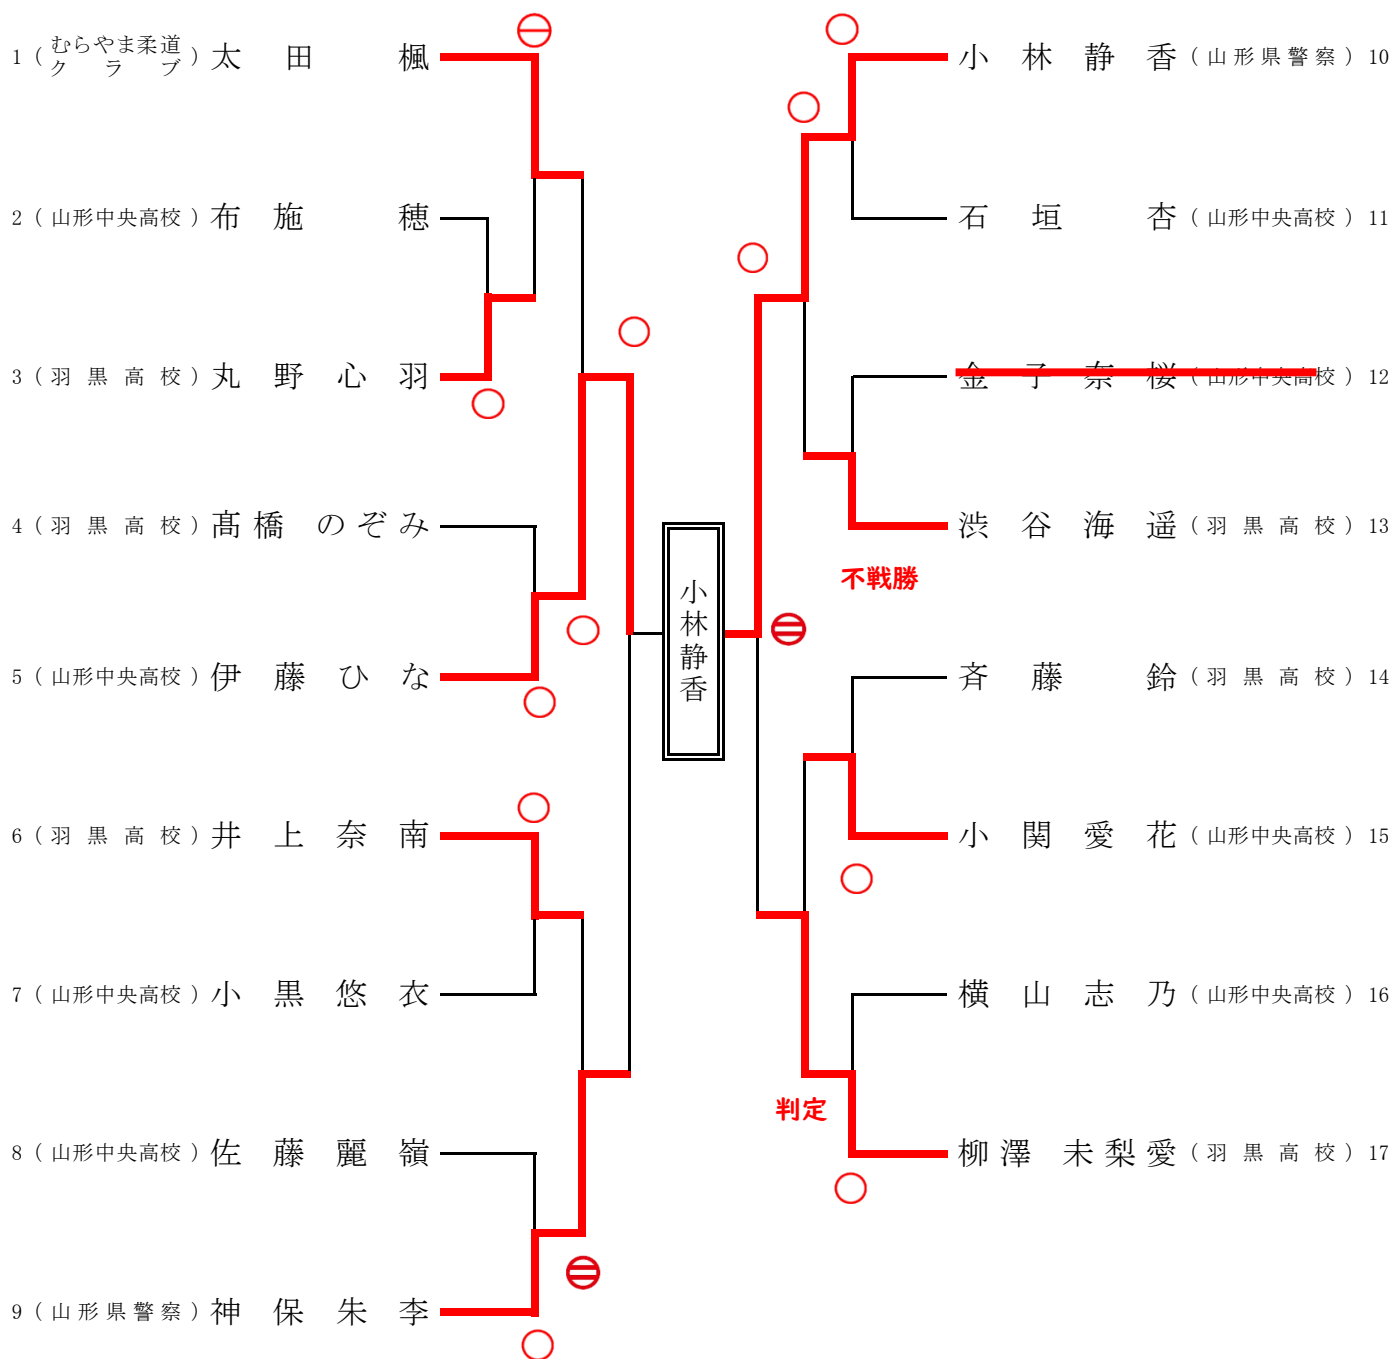 1 ( むらやま柔道クラブ ) 太田 楓
2 ( 山形中央高校 ) 布施 穂
3 ( 羽黒高校 ) 丸野心羽
4 ( 羽黒高校 ) 髙橋のぞみ
5 ( 山形中央高校 ) 伊藤ひな
6 ( 羽黒高校 ) 井上奈南
7 ( 山形中央高校 ) 小黒悠衣
8 ( 山形中央高校 ) 佐藤麗嶺
9 ( 山形県警察 ) 神保朱李
小林静香
小林静香 ( 山形県警察 ) 10
石垣 杏 ( 山形中央高校 ) 11
金子奈桜 ( 山形中央高校 ) 12
渋谷海遥 ( 羽黒高校 ) 13
不戦勝
斉藤 鈴 ( 羽黒高校 ) 14
小関愛花 ( 山形中央高校 ) 15
横山志乃 ( 山形中央高校 ) 16
判定
柳澤未梨愛 ( 羽黒高校 ) 17